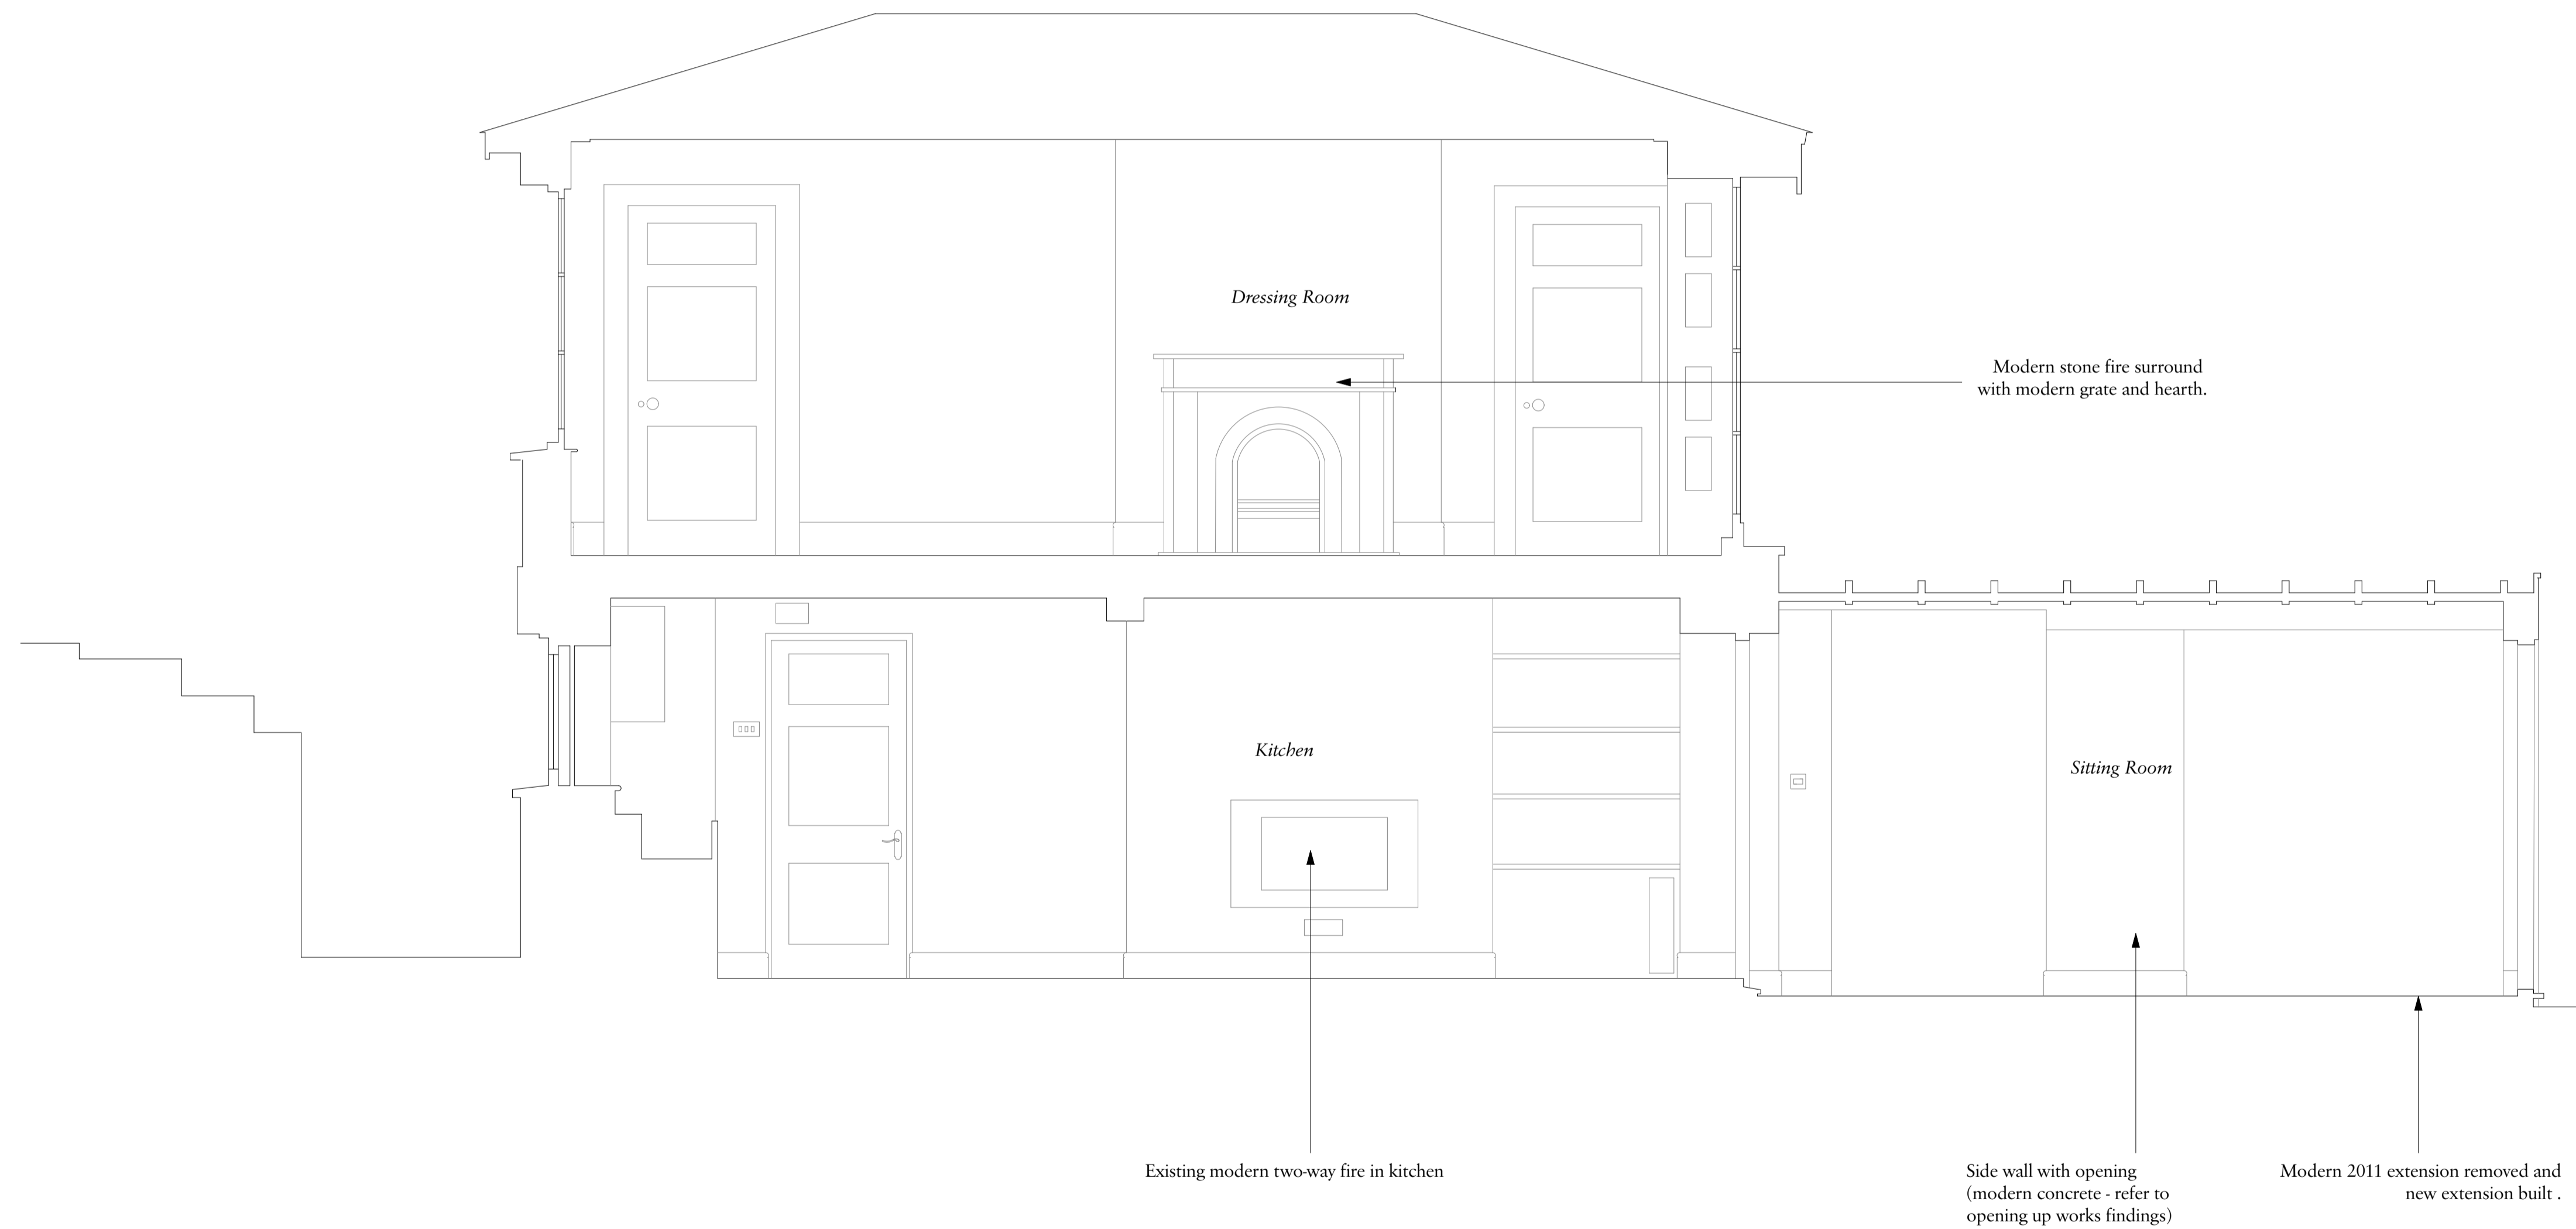 Dressing Room
Modern stone fire surround
with modern grate and hearth.
Kitchen
Sitting Room
Existing modern two-way fire in kitchen
Side wall with opening
(modern concrete - refer to
opening up works findings)
Modern 2011 extension removed and
new extension built .